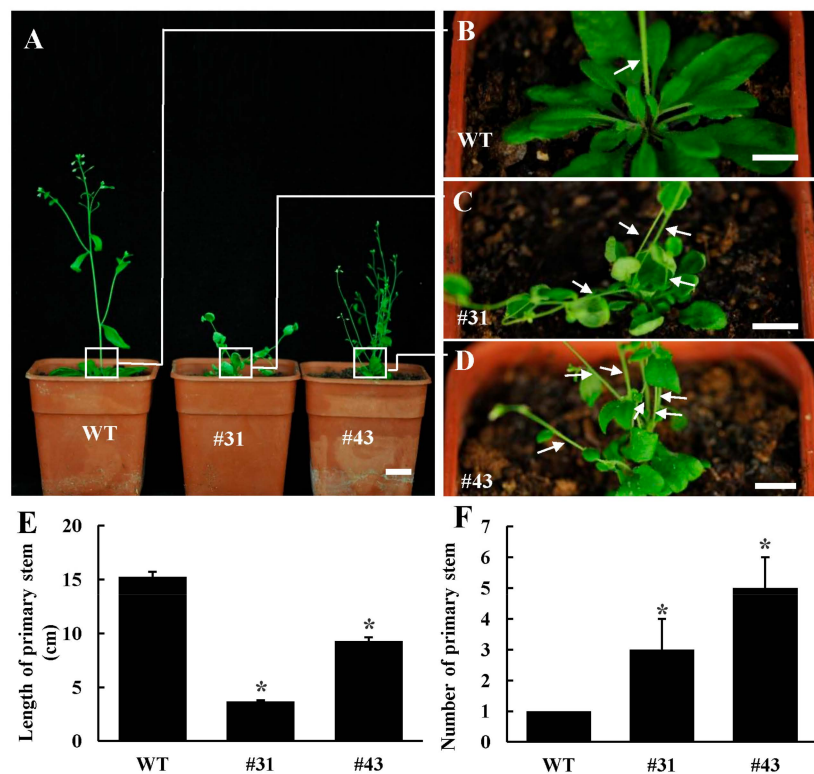 A
WT
#31
#43
B
WT
C
#31
D
#43
E
Length of primary stem
(cm)
20
15
10
5
0
WT #31 #43
F
Number of primary stem
7
6
5
4
3
2
1
0
* *
* *
WT #31 #43